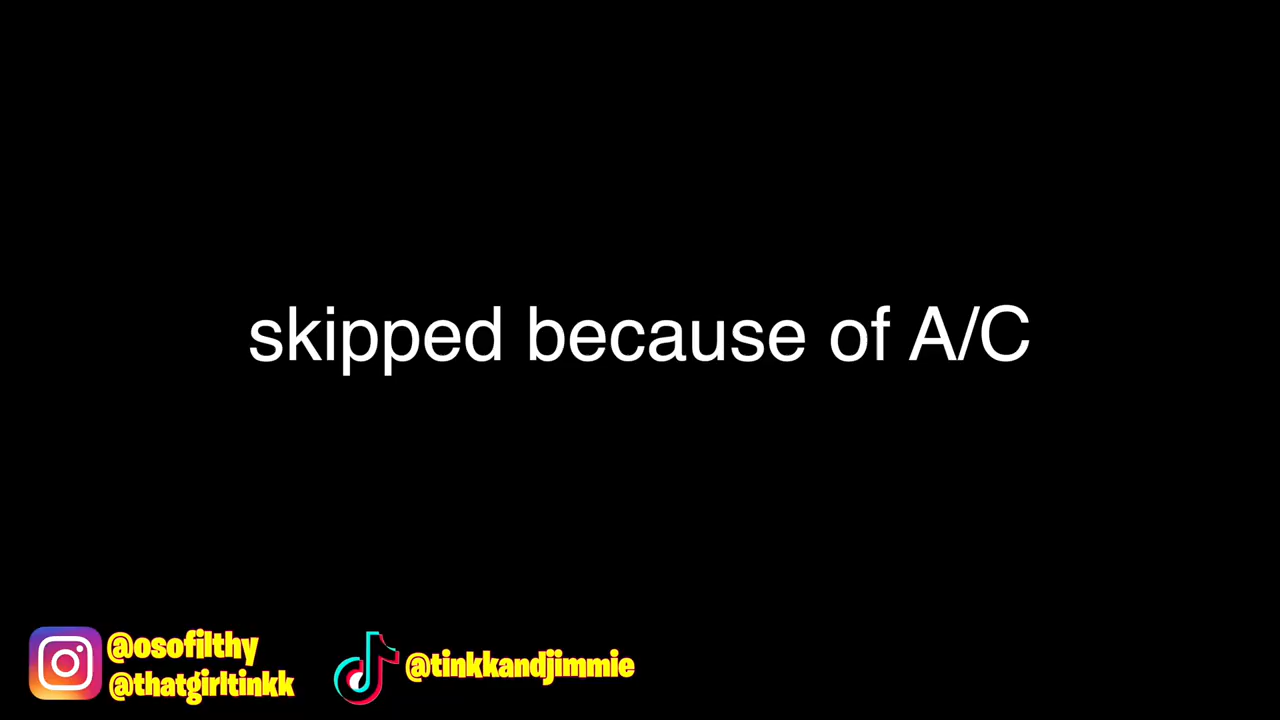 skipped because of A/C
@osofilthy
@thatgirltinkk
@tinkkandjimmie